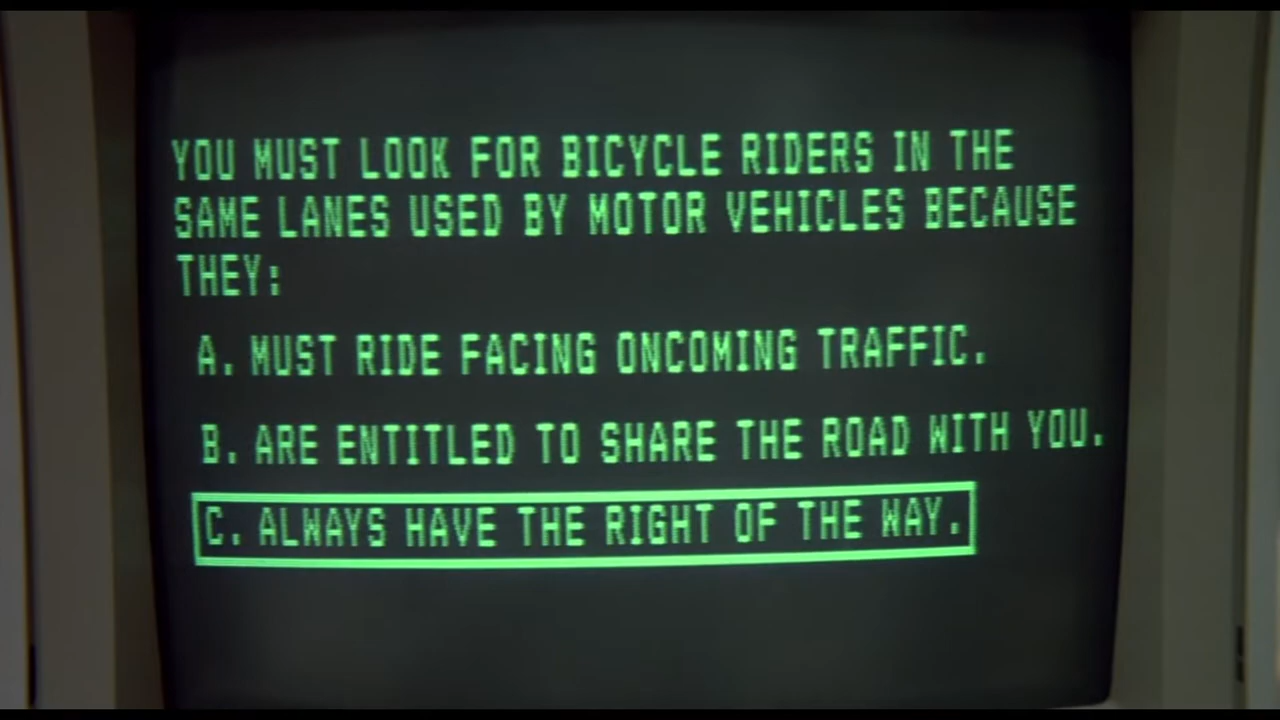 YOU MUST LOOK FOR BICYCLE RIDERS IN THE
SAME LANES USED BY MOTOR VEHICLES BECAUSE
THEY:
A. MUST RIDE FACING ONCOMING TRAFFIC.
B. ARE ENTITLED TO SHARE THE ROAD WITH YOU.
C. ALWAYS HAVE THE RIGHT OF THE WAY.